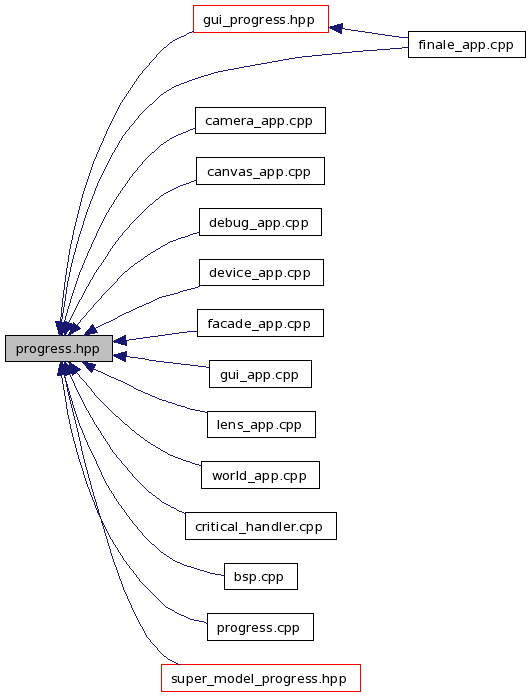 gui_progress.hpp
finale_app.cpp
camera_app.cpp
canvas_app.cpp
debug_app.cpp
device_app.cpp
facade_app.cpp
progress.hpp
gui_app.cpp
lens_app.cpp
world_app.cpp
critical_handler.cpp
bsp.cpp
progress.cpp
super_model_progress.hpp